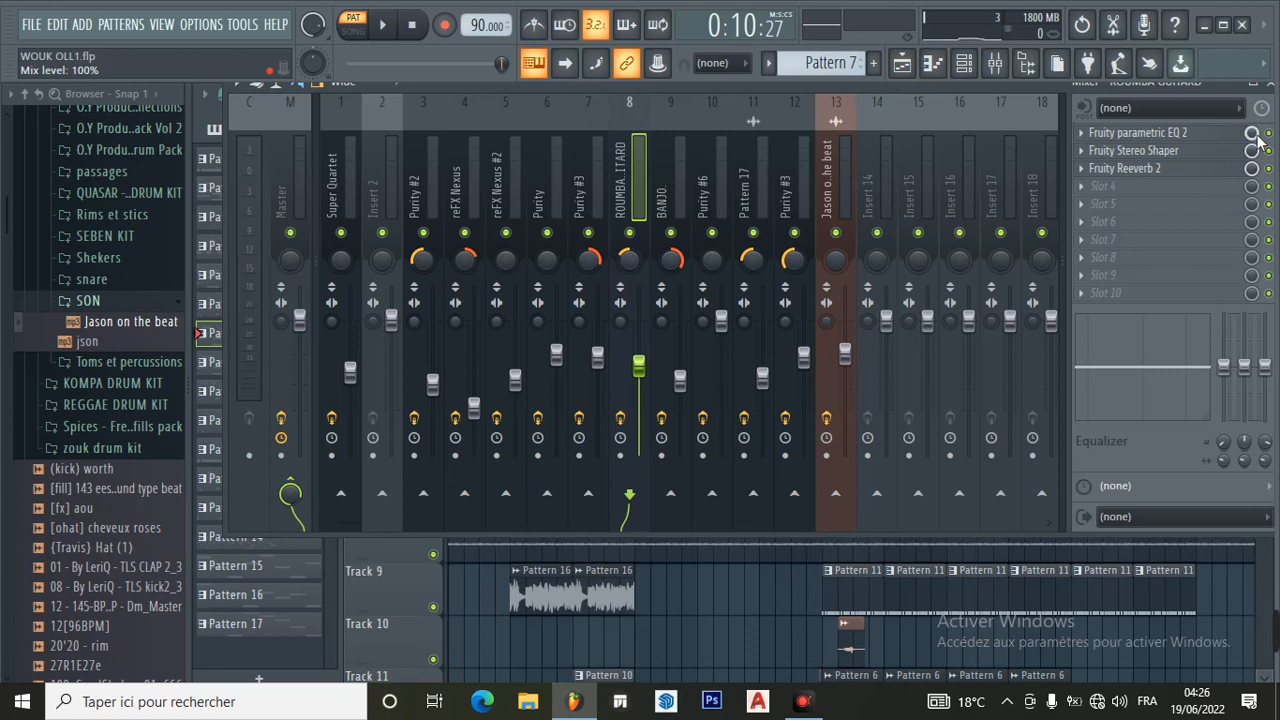 FILE EDIT ADD PATTERNS VIEW OPTIONS TOOLS HELP
PAT
SONG
90.000
3.2.
0:10:27
M:S:CS
3
1800 MB
0
WOUK OLL1.flp
Mix level: 100%
(none)
Pattern 7
Browser - Snap 1
Wide
O.Y Produ...ack Vol 2
O.Y Produ...rum Pack
passages
QUASAR -..DRUM KIT
Rims et stics
SEBEN KIT
Shekers
snare
SON
Jason on the beat
json
Toms et percussions
KOMPA DRUM KIT
REGGAE DRUM KIT
Spices - Fre...fills pack
zouk drum kit
(kick) worth
[fill] 143 ees...und type beat
[fx] aou
[ohat] cheveux roses
{Travis} Hat (1)
01 - By LeriQ - TLS CLAP 2_3
08 - By LeriQ - TLS kick2_3
12 - 145-BP...P - Dm_Master
12[96BPM]
20'20 - rim
27R1E27e
C M 1 2 3 4 5 6 7 8 9 10 11 12 13 14 15 16 17 18
Master
Super Quartet
Insert 2
Purity #2
reFX Nexus
reFX Nexus #2
Purity
Purity #3
ROUMBA...ITARD
BANJO.
Purity #6
Pattern 17
Purity #3
Jason o...he beat
Insert 14
Insert 15
Insert 16
Insert 17
Insert 18
(none)
POST
Fruity parametric EQ 2
Fruity Stereo Shaper
Fruity Reeverb 2
Slot 4
Slot 5
Slot 6
Slot 7
Slot 8
Slot 9
Slot 10
Equalizer
(none)
(none)
Pattern 15
Pattern 16
Pattern 17
Track 9
Pattern 16 Pattern 16
Pattern 11 Pattern 11 Pattern 11 Pattern 11 Pattern 11 Pattern 11
Track 10
Track 11
Pattern 10
Pattern 6 Pattern 6 Pattern 6 Pattern 6
Activer Windows
Accédez aux paramètres pour activer Windows.
Taper ici pour rechercher
Ps
18°C
FRA
04:26
19/06/2022